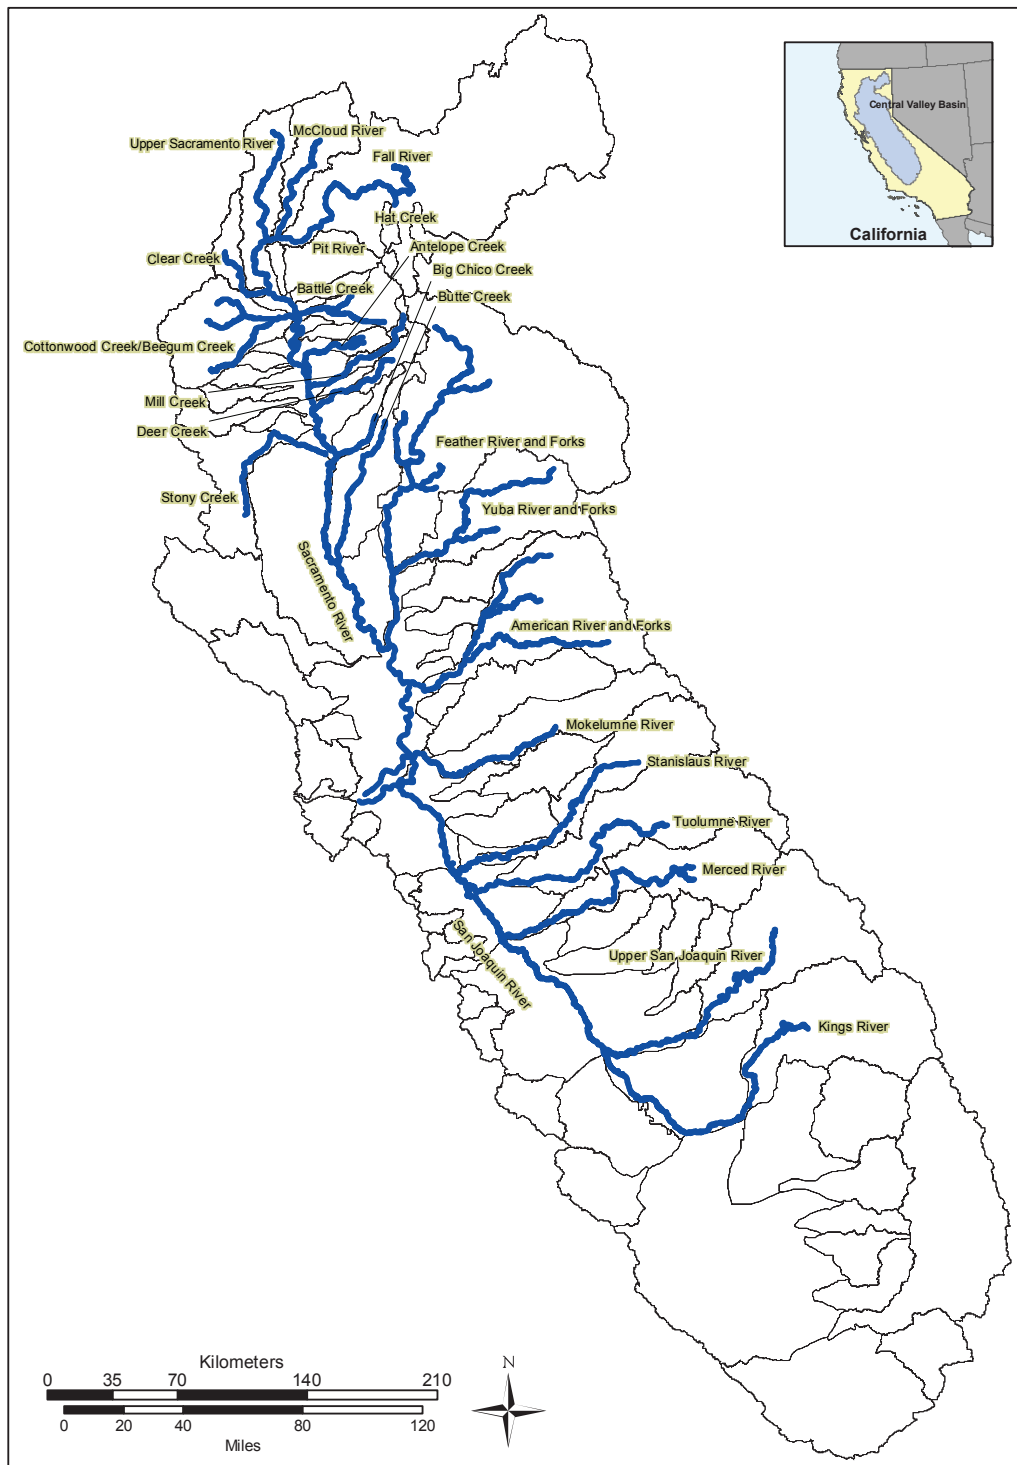 McCloud River
Upper Sacramento River
Fall River
Central Valley Basin
California
Hat Creek
Pit River
Antelope Creek
Clear Creek
Big Chico Creek
Battle Creek
Butte Creek
Cottonwood Creek/Beegum Creek
Mill Creek
Deer Creek
Feather River and Forks
Stony Creek
Yuba River and Forks
Sacramento River
American River and Forks
Mokelumne River
Stanislaus River
Tuolumne River
Merced River
San Joaquin River
Upper San Joaquin River
Kings River
Kilometers
0 35 70 140 210
0 20 40 80 120
Miles
N